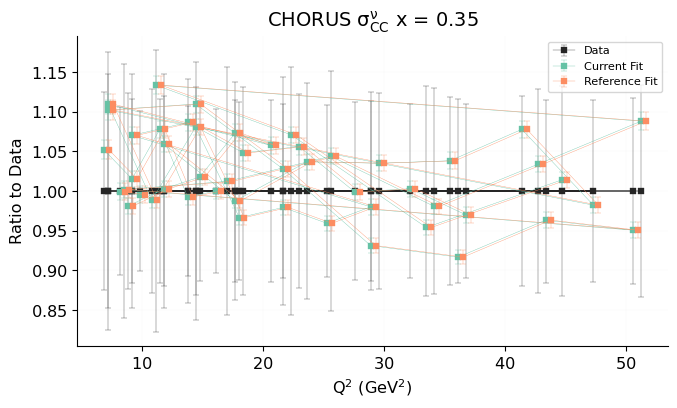 CHORUS σ^ν_CC x = 0.35
Data
Current Fit
Reference Fit
Ratio to Data
1.15
1.10
1.05
1.00
0.95
0.90
0.85
10 20 30 40 50
Q² (GeV²)